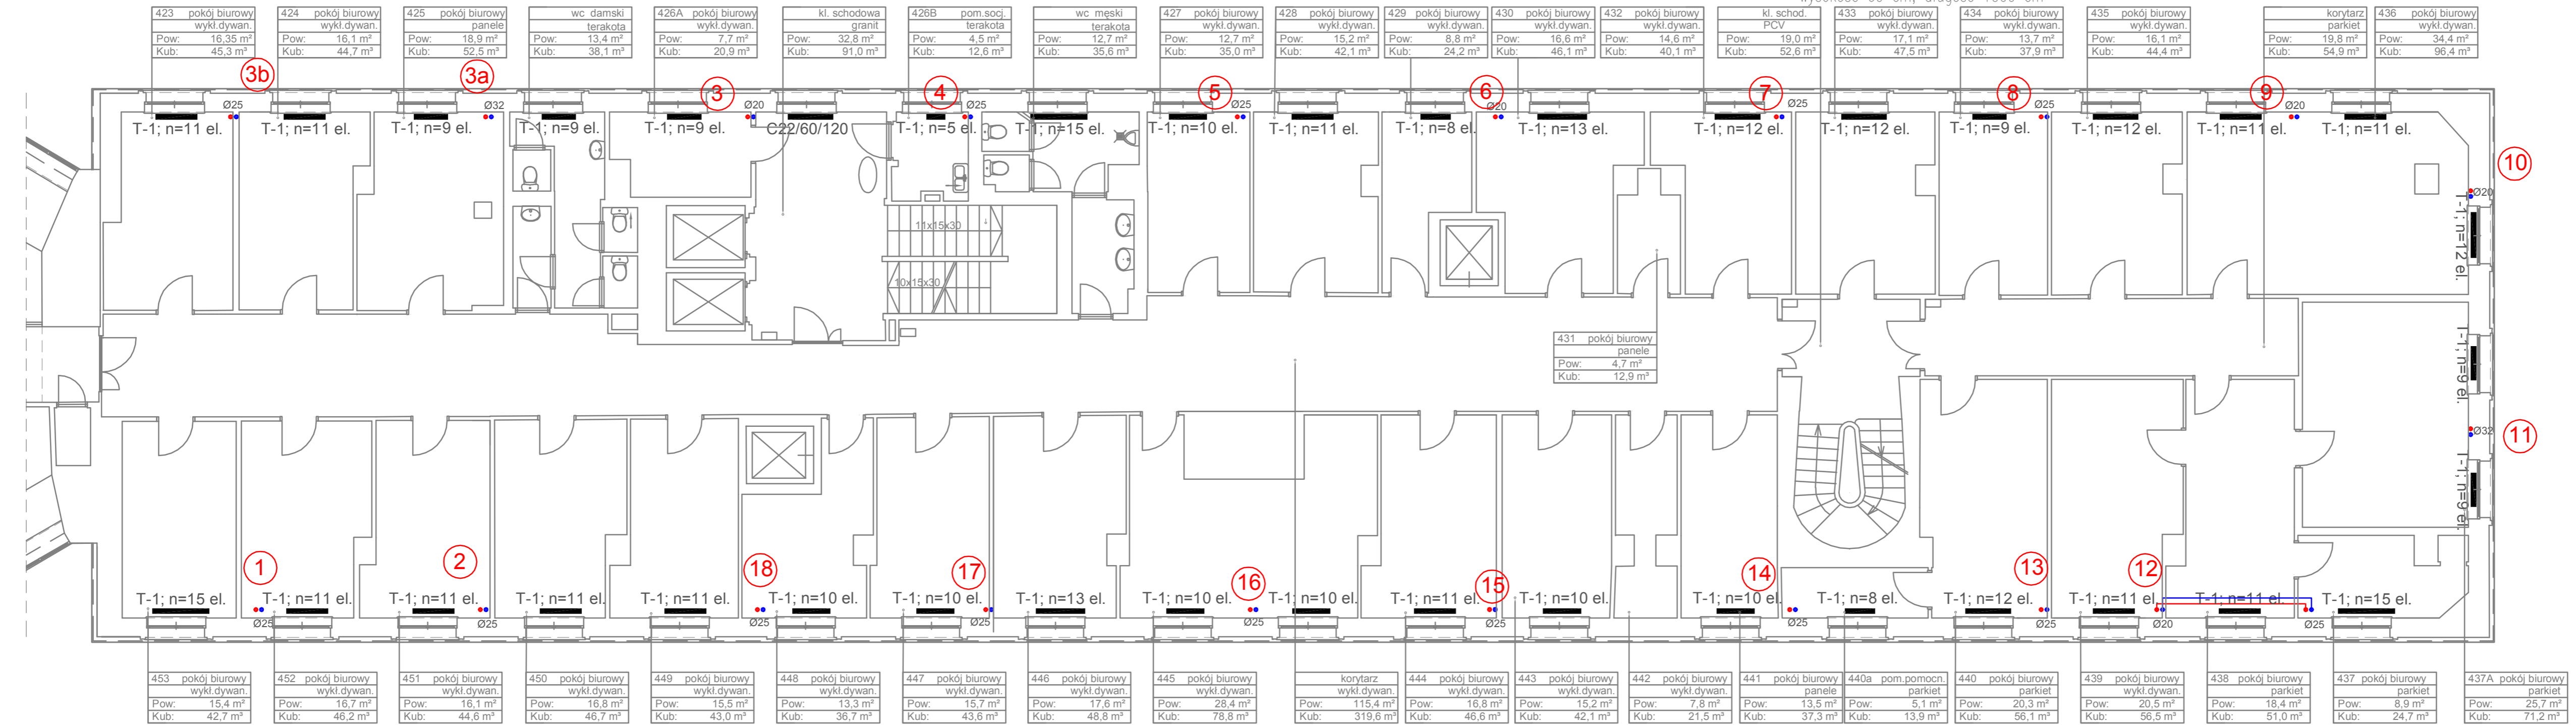 423 pokój biurowy
wykł.dywan.
Pow: 16,35 m²
Kub: 45,3 m³
424 pokój biurowy
wykł.dywan.
Pow: 16,1 m²
Kub: 44,7 m³
425 pokój biurowy
panele
Pow: 18,9 m²
Kub: 52,5 m³
wc damski
terakota
Pow: 13,4 m²
Kub: 38,1 m³
426A pokój biurowy
wykł.dywan.
Pow: 7,7 m²
Kub: 20,9 m³
kl. schodowa
granit
Pow: 32,8 m²
Kub: 91,0 m³
426B pom.socj.
terakota
Pow: 4,5 m²
Kub: 12,6 m³
wc męski
terakota
Pow: 12,7 m²
Kub: 35,6 m³
427 pokój biurowy
wykł.dywan.
Pow: 12,7 m²
Kub: 35,0 m³
428 pokój biurowy
wykł.dywan.
Pow: 15,2 m²
Kub: 42,1 m³
429 pokój biurowy
wykł.dywan.
Pow: 8,8 m²
Kub: 24,2 m³
430 pokój biurowy
wykł.dywan.
Pow: 16,6 m²
Kub: 46,1 m³
432 pokój biurowy
wykł.dywan.
Pow: 14,6 m²
Kub: 40,1 m³
kl. schod.
PCV
Pow: 19,0 m²
Kub: 52,6 m³
433 pokój biurowy
wykł.dywan.
Pow: 17,1 m²
Kub: 47,5 m³
434 pokój biurowy
wykł.dywan.
Pow: 13,7 m²
Kub: 37,9 m³
435 pokój biurowy
wykł.dywan.
Pow: 16,1 m²
Kub: 44,4 m³
korytarz
parkiet
Pow: 19,8 m²
Kub: 54,9 m³
436 pokój biurowy
parkiet
Pow: 34,4 m²
Kub: 96,4 m³
3b
3a
3
4
5
6
7
8
9
Ø25
Ø32
Ø20
Ø25
Ø25
Ø20
Ø25
Ø25
Ø20
T-1; n=11 el.
T-1; n=11 el.
T-1; n=9 el.
T-1; n=9 el.
T-1; n=9 el.
C22/60/120
T-1; n=5 el.
T-1; n=15 el.
T-1; n=10 el.
T-1; n=11 el.
T-1; n=8 el.
T-1; n=13 el.
T-1; n=12 el.
T-1; n=12 el.
T-1; n=9 el.
T-1; n=12 el.
T-1; n=11 el.
T-1; n=11 el.
10
Ø20
T-1; n=12 el.
11x15x30
10x15x30
431 pokój biurowy
panele
Pow: 4,7 m²
Kub: 12,9 m³
T-1; n=9 el.
Ø32
11
T-1; n=9 el.
1
2
18
17
16
15
14
13
12
T-1; n=15 el.
T-1; n=11 el.
T-1; n=11 el.
T-1; n=11 el.
T-1; n=11 el.
T-1; n=10 el.
T-1; n=10 el.
T-1; n=13 el.
T-1; n=10 el.
T-1; n=10 el.
T-1; n=11 el.
T-1; n=10 el.
T-1; n=10 el.
T-1; n=8 el.
T-1; n=12 el.
T-1; n=11 el.
T-1; n=11 el.
T-1; n=15 el.
Ø25
Ø25
Ø25
Ø25
Ø25
Ø25
Ø25
Ø25
Ø20
Ø25
453 pokój biurowy
wykł.dywan.
Pow: 15,4 m²
Kub: 42,7 m³
452 pokój biurowy
wykł.dywan.
Pow: 16,7 m²
Kub: 46,2 m³
451 pokój biurowy
wykł.dywan.
Pow: 16,1 m²
Kub: 44,6 m³
450 pokój biurowy
wykł.dywan.
Pow: 16,8 m²
Kub: 46,7 m³
449 pokój biurowy
wykł.dywan.
Pow: 15,5 m²
Kub: 43,0 m³
448 pokój biurowy
wykł.dywan.
Pow: 13,3 m²
Kub: 36,7 m³
447 pokój biurowy
wykł.dywan.
Pow: 15,7 m²
Kub: 43,6 m³
446 pokój biurowy
wykł.dywan.
Pow: 17,6 m²
Kub: 48,8 m³
445 pokój biurowy
wykł.dywan.
Pow: 28,4 m²
Kub: 78,8 m³
korytarz
wykł.dywan.
Pow: 115,4 m²
Kub: 319,6 m³
444 pokój biurowy
wykł.dywan.
Pow: 16,8 m²
Kub: 46,6 m³
443 pokój biurowy
wykł.dywan.
Pow: 15,2 m²
Kub: 42,1 m³
442 pokój biurowy
wykł.dywan.
Pow: 7,8 m²
Kub: 21,5 m³
441 pokój biurowy
panele
Pow: 13,5 m²
Kub: 37,3 m³
440a pom.pomocn.
parkiet
Pow: 5,1 m²
Kub: 13,9 m³
440 pokój biurowy
parkiet
Pow: 20,3 m²
Kub: 56,1 m³
439 pokój biurowy
wykł.dywan.
Pow: 20,5 m²
Kub: 56,5 m³
438 pokój biurowy
parkiet
Pow: 18,4 m²
Kub: 51,0 m³
437 pokój biurowy
parkiet
Pow: 8,9 m²
Kub: 24,7 m³
437A pokój biurowy
parkiet
Pow: 25,7 m²
Kub: 71,2 m³